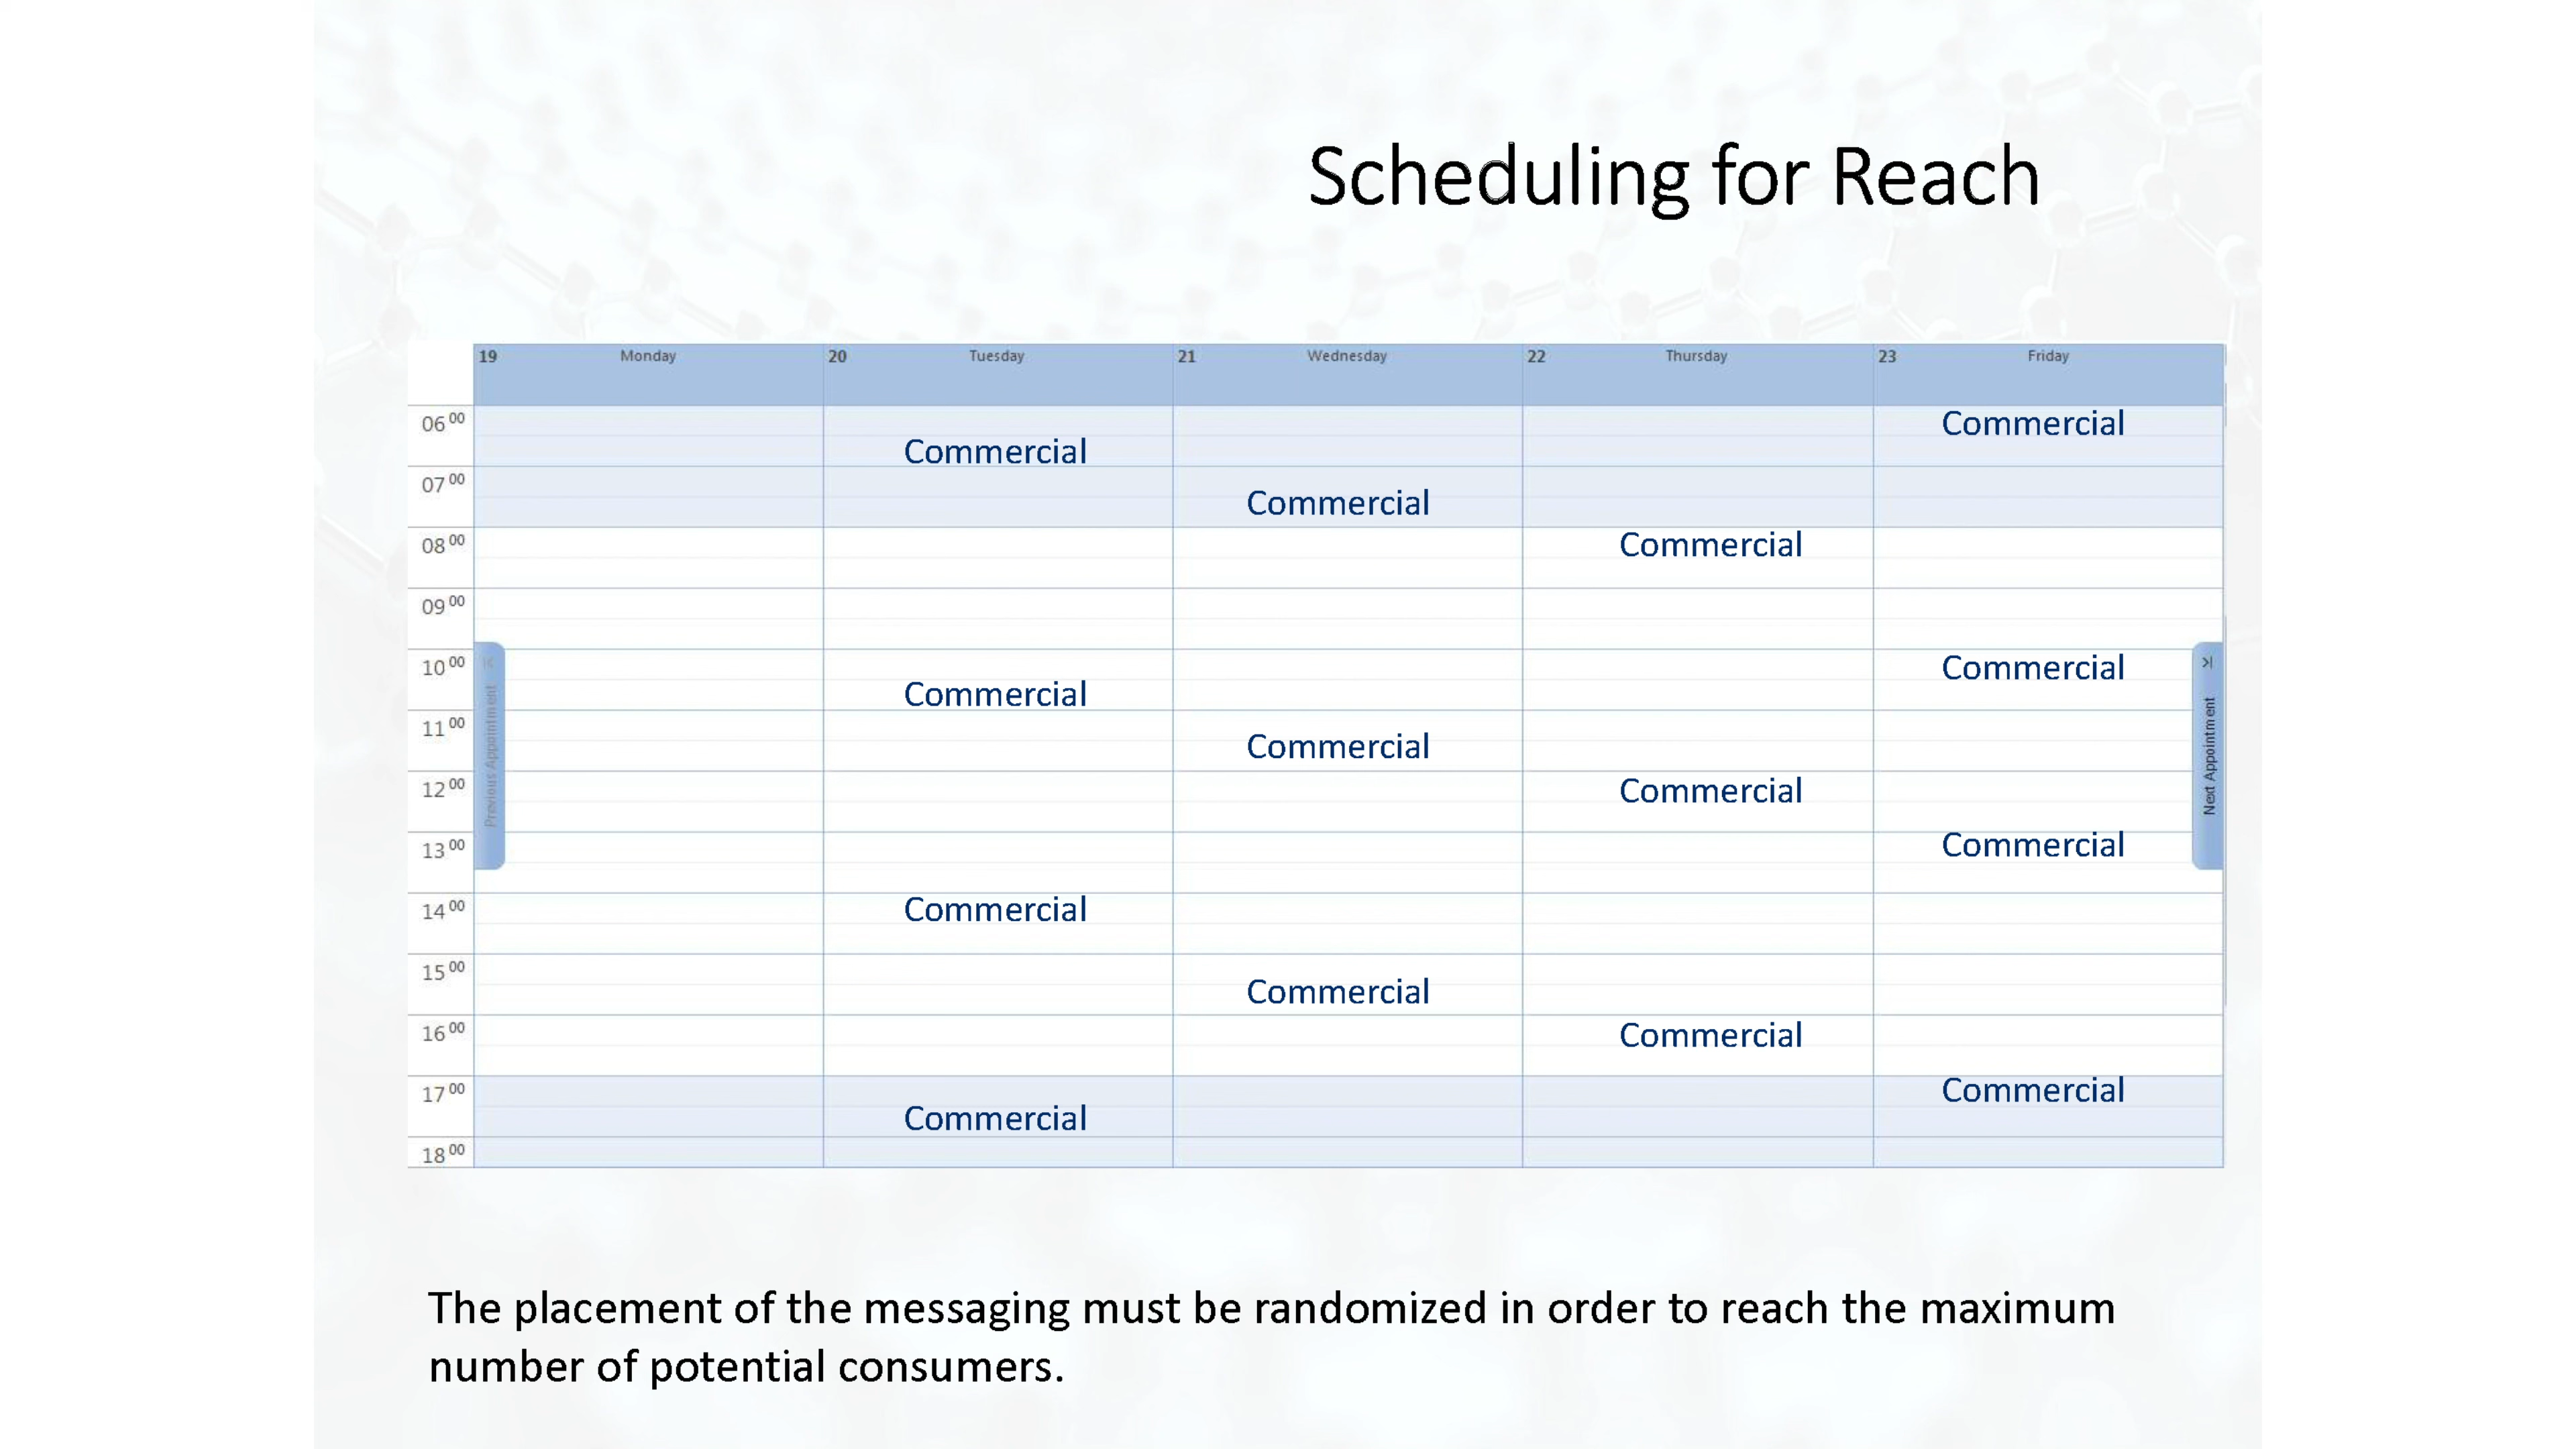 Scheduling for Reach
19 Monday 20 Tuesday 21 Wednesday 22 Thursday 23 Friday
06 00 Commercial
Commercial
07 00
Commercial
08 00 Commercial
09 00
10 00 Commercial
Commercial
11 00
Commercial
12 00 Commercial
13 00 Commercial
14 00 Commercial
15 00
Commercial
16 00 Commercial
17 00 Commercial
Commercial
18 00
Previous Appointment
Next Appointment
The placement of the messaging must be randomized in order to reach the maximum
number of potential consumers.